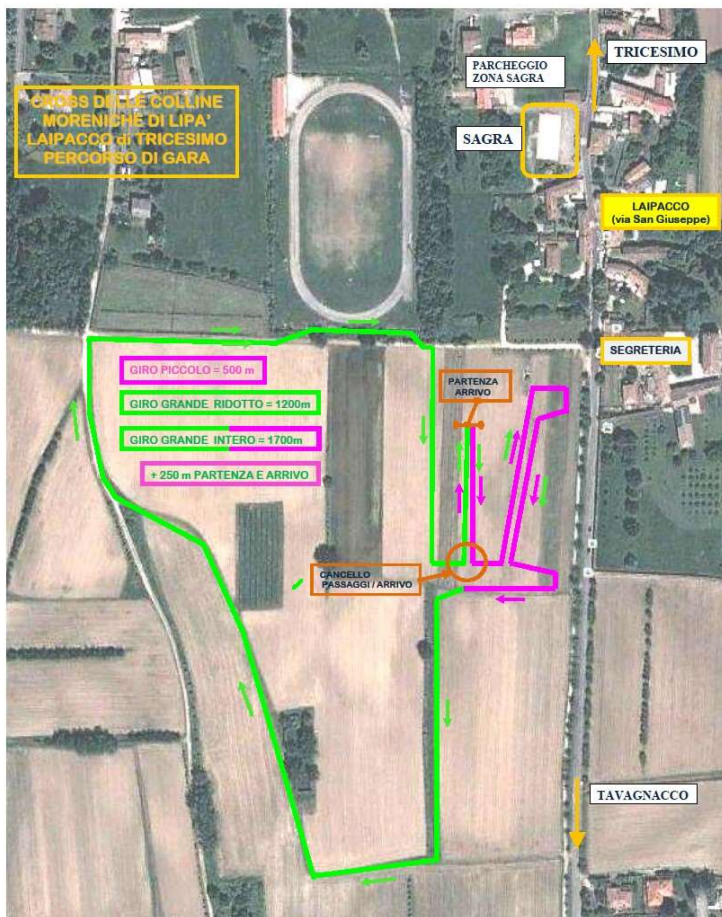 CROSS DELLE COLLINE
MORENICHE DI LIPA'
LAIPACCO di TRICESIMO
PERCORSO DI GARA
PARCHEGGIO
ZONA SAGRA
TRICESIMO
SAGRA
LAIPACCO
(via San Giuseppe)
SEGRETERIA
GIRO PICCOLO = 500 m
GIRO GRANDE RIDOTTO = 1200m
GIRO GRANDE INTERO = 1700m
+ 250 m PARTENZA E ARRIVO
PARTENZA
ARRIVO
CANCELLO
PASSAGGI / ARRIVO
TAVAGNACCO